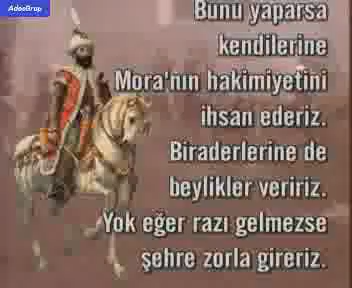 AdooGrup
Bunu yaparsa
kendilerine
Mora'nın hakimiyetini
ihsan ederiz.
Biraderlerine de
beylikler veririz.
Yok eğer razı gelmezse
şehre zorla gireriz.